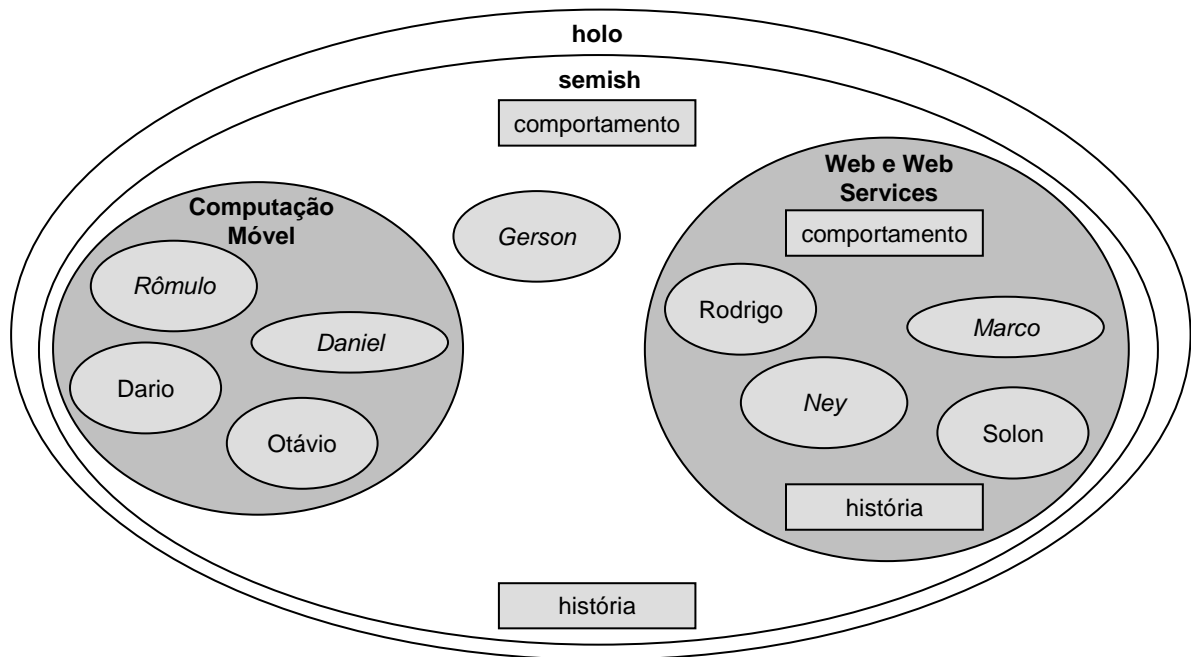 holo
semish
comportamento
Computação
Móvel
Rômulo
Daniel
Dario
Otávio
Gerson
Web e Web
Services
comportamento
Rodrigo
Marco
Ney
Solon
história
história